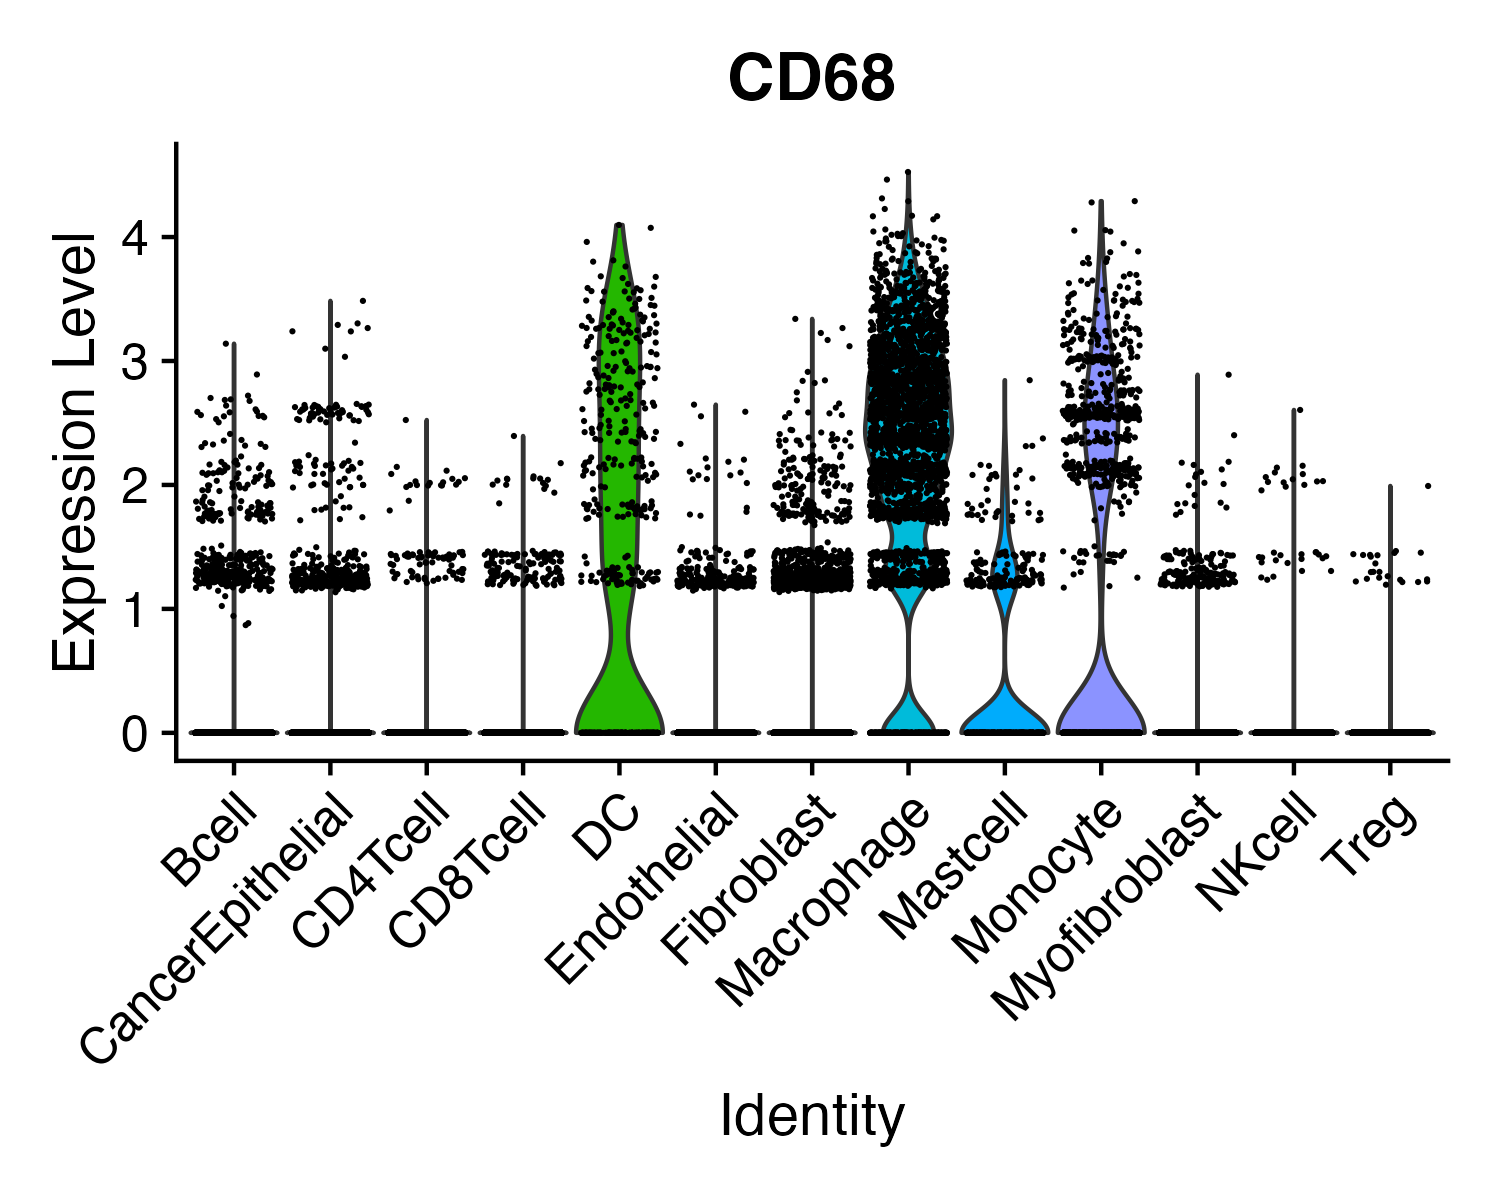 CD68
Expression Level
4
3
2
1
0
Bcell
CancerEpithelial
CD4Tcell
CD8Tcell
DC
Endothelial
Fibroblast
Macrophage
Mastcell
Monocyte
Myofibroblast
NKcell
Treg
Identity